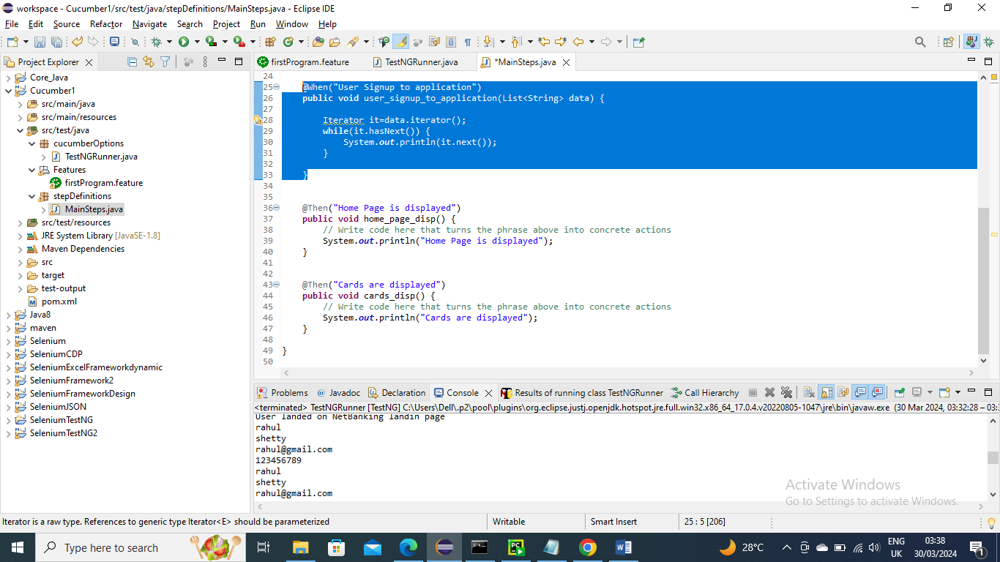 workspace - Cucumber1/src/test/java/stepDefinitions/MainSteps.java - Eclipse IDE
File Edit Source Refactor Navigate Search Project Run Window Help
Project Explorer
Core_Java
Cucumber1
src/main/java
src/main/resources
src/test/java
cucumberOptions
TestNGRunner.java
Features
firstProgram.feature
stepDefinitions
MainSteps.java
src/test/resources
JRE System Library [JavaSE-1.8]
Maven Dependencies
src
target
test-output
pom.xml
Java8
maven
Selenium
SeleniumCDP
SeleniumExcelFrameworkdynamic
SeleniumFramework2
SeleniumFrameworkDesign
SeleniumJSON
SeleniumTestNG
SeleniumTestNG2
firstProgram.feature TestNGRunner.java *MainSteps.java
24
25 @When("User Signup to application")
26 public void user_signup_to_application(List<String> data) {
27
28 Iterator it=data.iterator();
29 while(it.hasNext()) {
30 System.out.println(it.next());
31 }
32
33 }
34
35
36 @Then("Home Page is displayed")
37 public void home_page_disp() {
38 // Write code here that turns the phrase above into concrete actions
39 System.out.println("Home Page is displayed");
40 }
41
42
43 @Then("Cards are displayed")
44 public void cards_disp() {
45 // Write code here that turns the phrase above into concrete actions
46 System.out.println("Cards are displayed");
47 }
48
49 }
50
Problems @ Javadoc Declaration Console Results of running class TestNGRunner Call Hierarchy
<terminated> TestNGRunner [TestNG] C:\Users\Dell\.p2\pool\plugins\org.eclipse.justj.openjdk.hotspot.jre.full.win32.x86_64_17.0.4.v20220805-1047\jre\bin\javaw.exe (30 Mar 2024, 03:32:28 – 03:
User landed on NetBanking landin page
rahul
shetty
rahul@gmail.com
123456789
rahul
shetty
rahul@gmail.com
Activate Windows
Go to Settings to activate Windows.
Iterator is a raw type. References to generic type Iterator<E> should be parameterized Writable Smart Insert 25 : 5 [206]
Type here to search
28°C
ENG
UK
03:38
30/03/2024
1